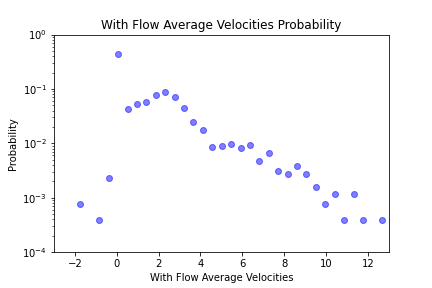 With Flow Average Velocities Probability
10^0
10^-1
10^-2
10^-3
10^-4
Probability
−2 0 2 4 6 8 10 12
With Flow Average Velocities